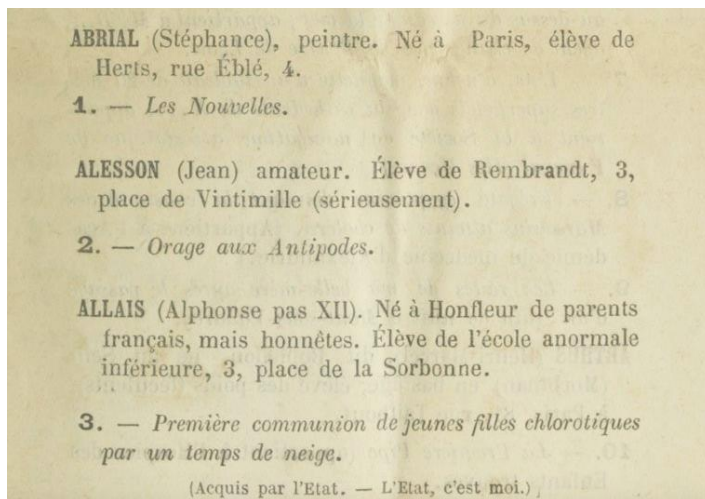 ABRIAL (Stéphance), peintre. Né à Paris, élève de
Herts, rue Éblé, 4.
1. — Les Nouvelles.
ALESSON (Jean) amateur. Élève de Rembrandt, 3,
place de Vintimille (sérieusement).
2. — Orage aux Antipodes.
ALLAIS (Alphonse pas XII). Né à Honfleur de parents
français, mais honnêtes. Élève de l'école anormale
inférieure, 3, place de la Sorbonne.
3. — Première communion de jeunes filles chlorotiques
par un temps de neige.
(Acquis par l'Etat. — L'Etat, c'est moi.)